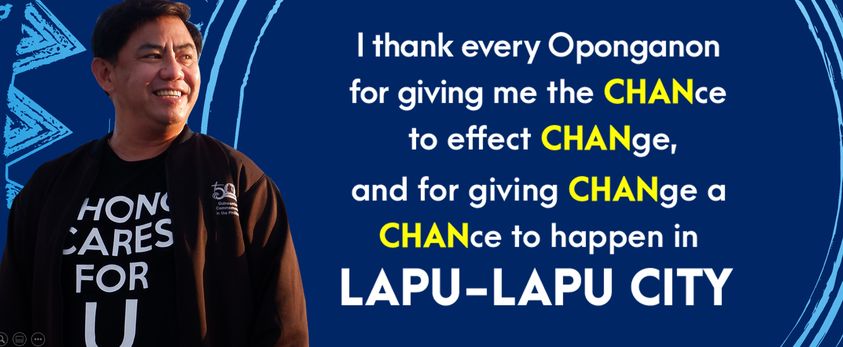 I thank every Oponganon
for giving me the CHANce
to effect CHANge,
and for giving CHANge a
CHANce to happen in
LAPU-LAPU CITY
HONG
CARES
FOR
U